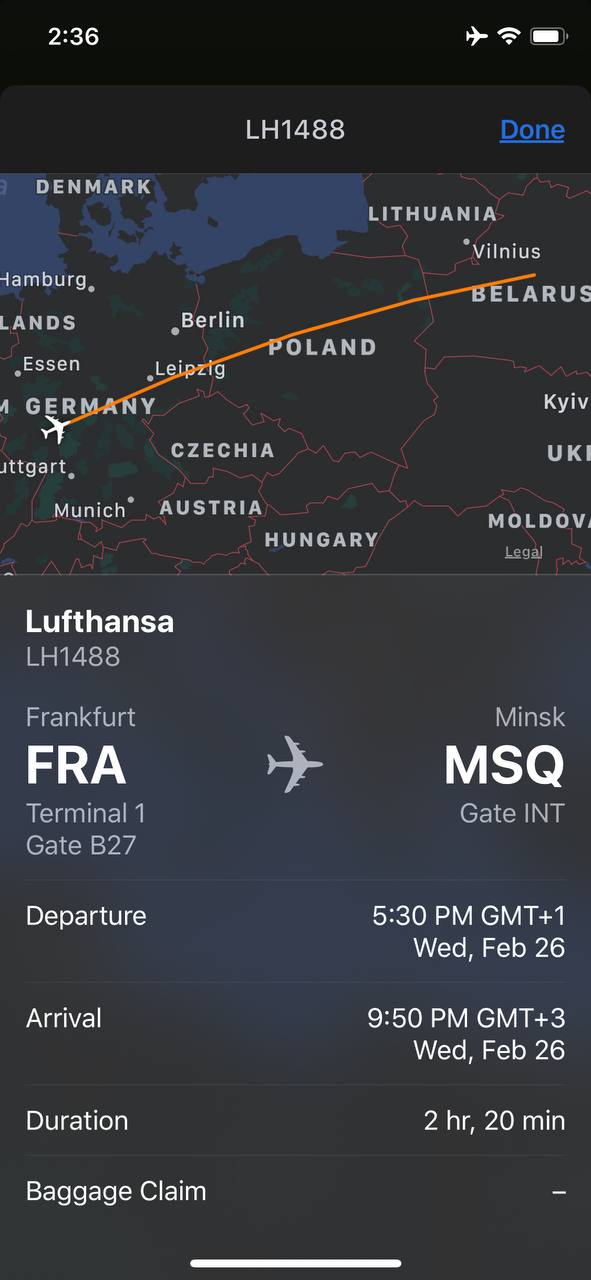 2:36
LH1488
Done
DENMARK
LITHUANIA
Vilnius
Hamburg
BELARUS
LANDS
Berlin
POLAND
Essen
Leipzig
GERMANY
Kyiv
CZECHIA
UKI
uttgart
Munich
AUSTRIA
MOLDOVA
HUNGARY
Legal
Lufthansa
LH1488
Frankfurt
Minsk
FRA
MSQ
Terminal 1
Gate INT
Gate B27
Departure
5:30 PM GMT+1
Wed, Feb 26
Arrival
9:50 PM GMT+3
Wed, Feb 26
Duration
2 hr, 20 min
Baggage Claim
–